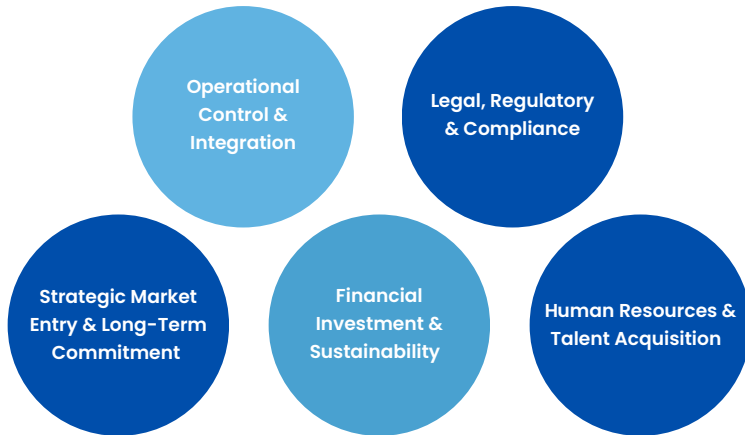 Operational
Control &
Integration
Legal, Regulatory
& Compliance
Strategic Market
Entry & Long-Term
Commitment
Financial
Investment &
Sustainability
Human Resources &
Talent Acquisition